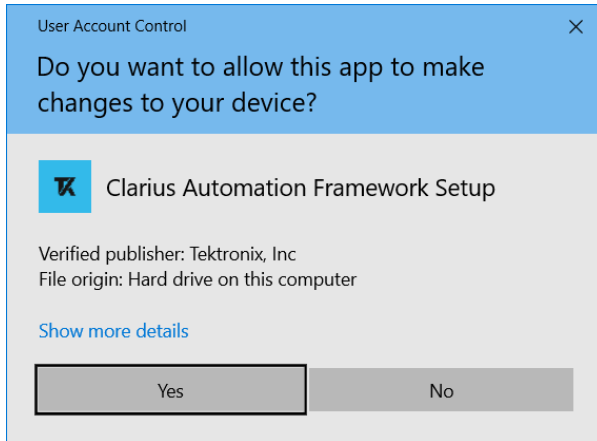 User Account Control
Do you want to allow this app to make
changes to your device?
TK Clarius Automation Framework Setup
Verified publisher: Tektronix, Inc
File origin: Hard drive on this computer
Show more details
Yes
No